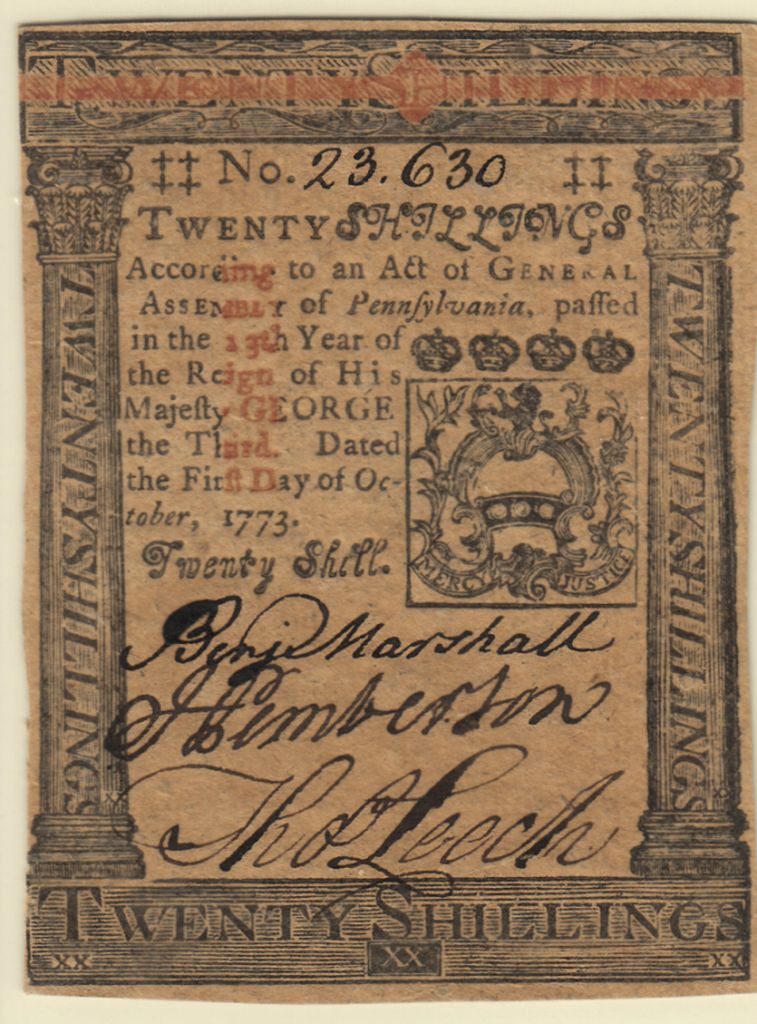 TWENTY SHILLINGS
‡‡ No. 23.630 ‡‡
TWENTY SHILLINGS
According to an Act of GENERAL
ASSEMBLY of Pennſylvania, paſſed
in the 13th Year of
the Reign of His
Majeſty GEORGE
the Third. Dated
the Firſt Day of Oc-
tober, 1773.
Twenty Shill.
MERCY JUSTICE
TWENTY SHILLINGS
TWENTY SHILLINGS
Benj Marshall
J Pemberton
Tho Leech
TWENTY SHILLINGS
XX XX XX